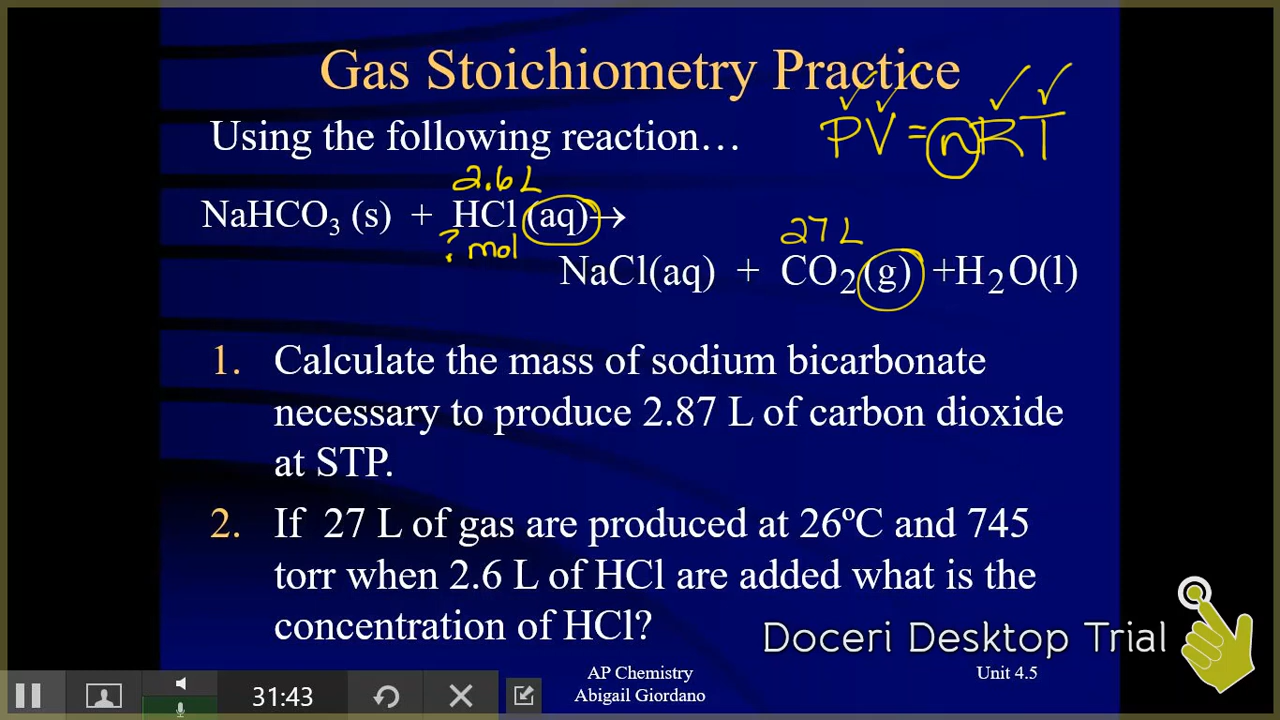 Gas Stoichiometry Practice
Using the following reaction…
PV = nRT
2.6 L
NaHCO₃ (s) + HCl (aq)→
? mol
27 L
NaCl(aq) + CO₂(g) +H₂O(l)
1. Calculate the mass of sodium bicarbonate
necessary to produce 2.87 L of carbon dioxide
at STP.
2. If 27 L of gas are produced at 26ºC and 745
torr when 2.6 L of HCl are added what is the
concentration of HCl?
Doceri Desktop Trial
AP Chemistry
Abigail Giordano
Unit 4.5
31:43